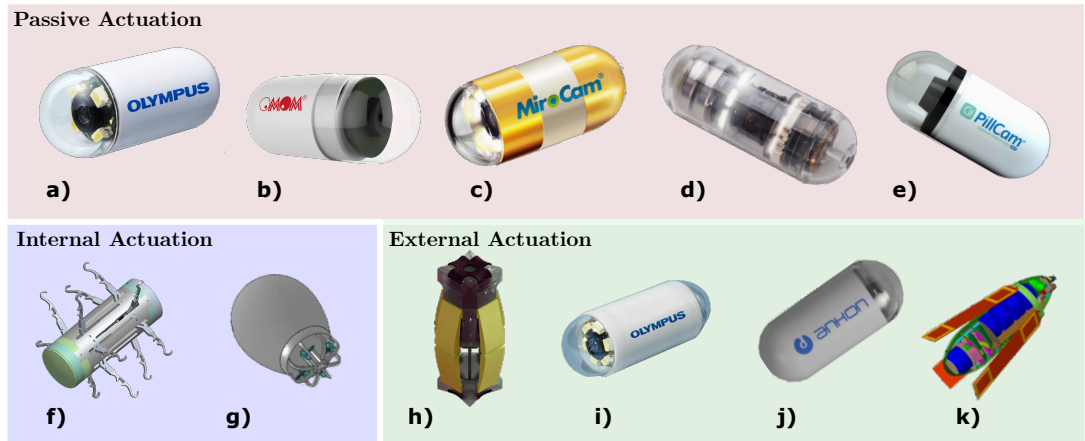 Passive Actuation
OLYMPUS
OMOM®
MiroCam®
PillCam
a)
b)
c)
d)
e)
Internal Actuation
External Actuation
OLYMPUS
ankon
f)
g)
h)
i)
j)
k)